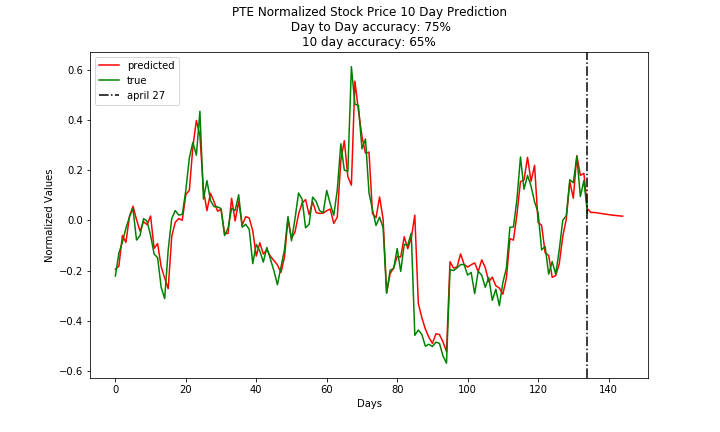 PTE Normalized Stock Price 10 Day Prediction
Day to Day accuracy: 75%
10 day accuracy: 65%
predicted
true
april 27
Normalized Values
0.6
0.4
0.2
0.0
−0.2
−0.4
−0.6
0
20
40
60
80
100
120
140
Days